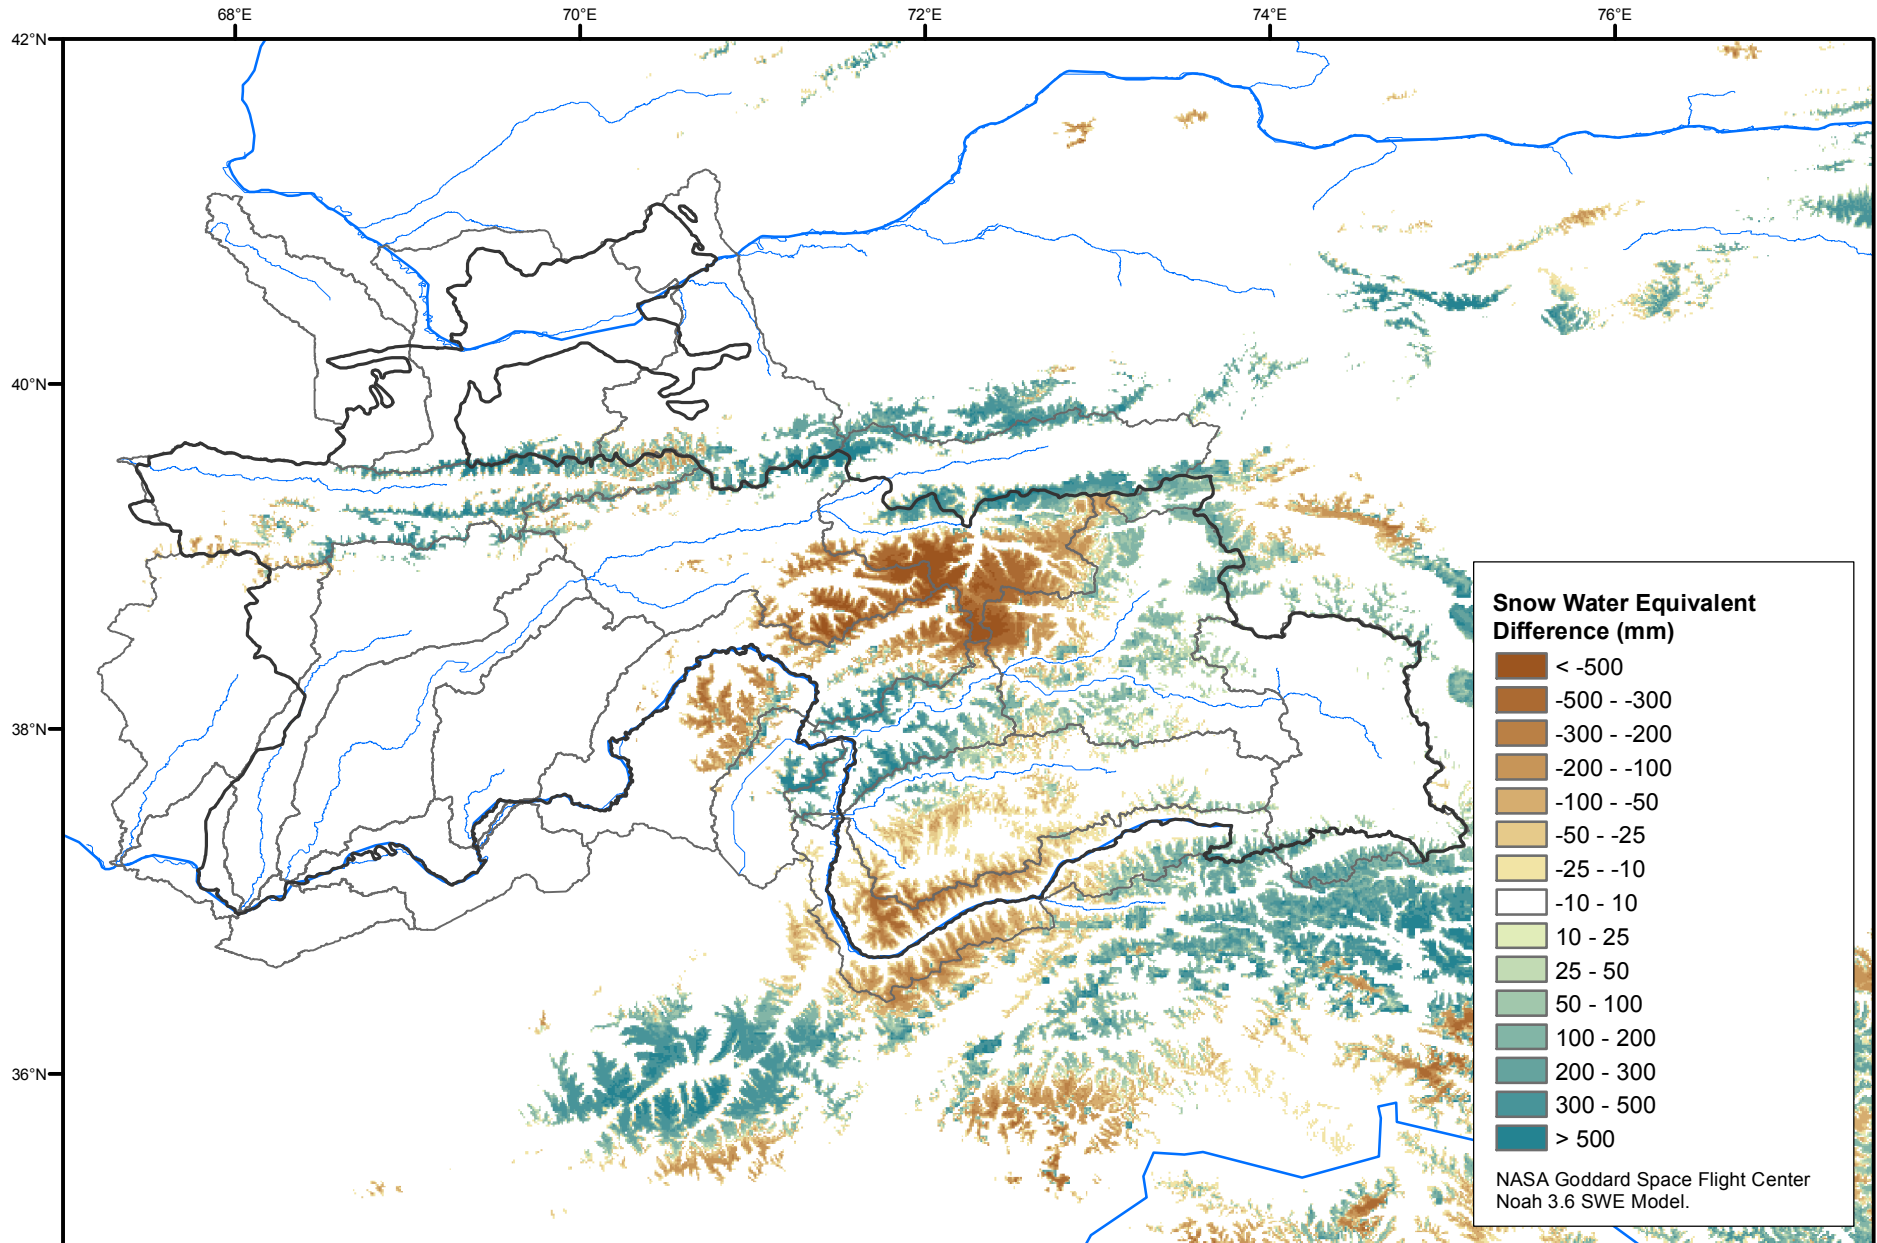 68°E 70°E 72°E 74°E 76°E
42°N
40°N
38°N
36°N
Snow Water Equivalent
Difference (mm)
< -500
-500 - -300
-300 - -200
-200 - -100
-100 - -50
-50 - -25
-25 - -10
-10 - 10
10 - 25
25 - 50
50 - 100
100 - 200
200 - 300
300 - 500
> 500
NASA Goddard Space Flight Center
Noah 3.6 SWE Model.